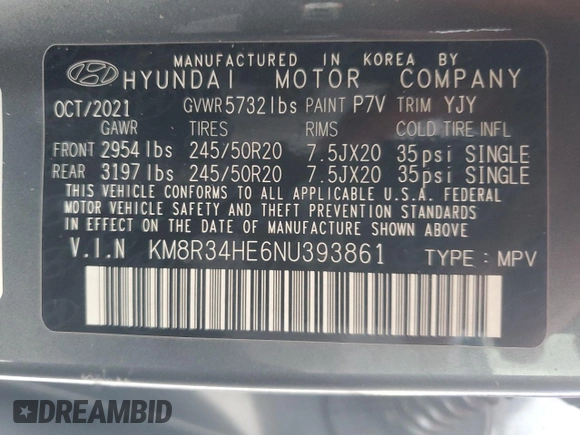 MANUFACTURED IN KOREA BY
HYUNDAI MOTOR COMPANY
OCT/2021 GVWR 5732lbs PAINT P7V TRIM YJY
GAWR TIRES RIMS COLD TIRE INFL
FRONT 2954 lbs 245/50R20 7.5JX20 35psi SINGLE
REAR 3197 lbs 245/50R20 7.5JX20 35psi SINGLE
THIS VEHICLE CONFORMS TO ALL APPLICABLE U.S.A. FEDERAL
MOTOR VEHICLE SAFETY AND THEFT PREVENTION STANDARDS
IN EFFECT ON THE DATE OF MANUFACTURE SHOWN ABOVE
V.I.N KM8R34HE6NU393861 TYPE: MPV
DREAMBID